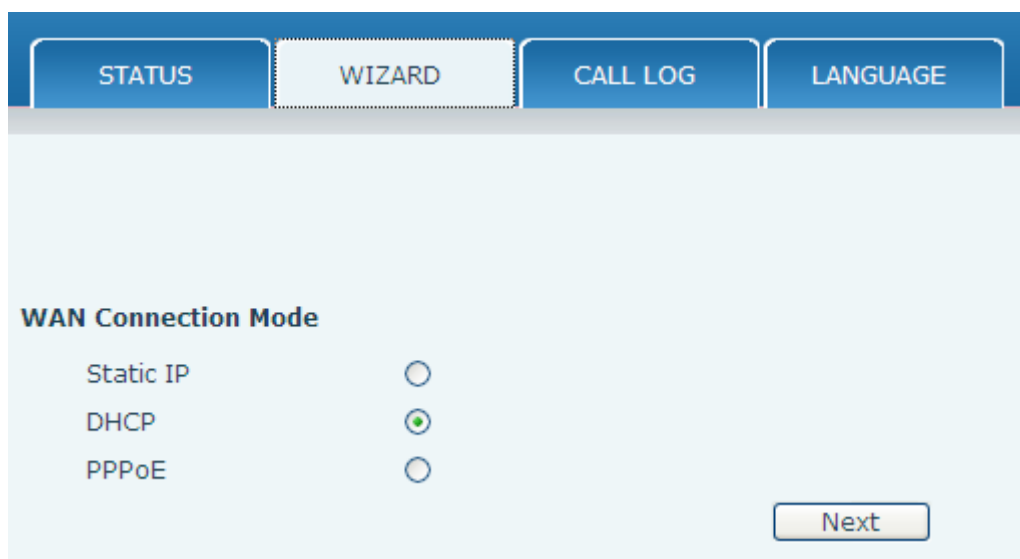 STATUS WIZARD CALL LOG LANGUAGE
WAN Connection Mode
Static IP
DHCP
PPPoE
Next